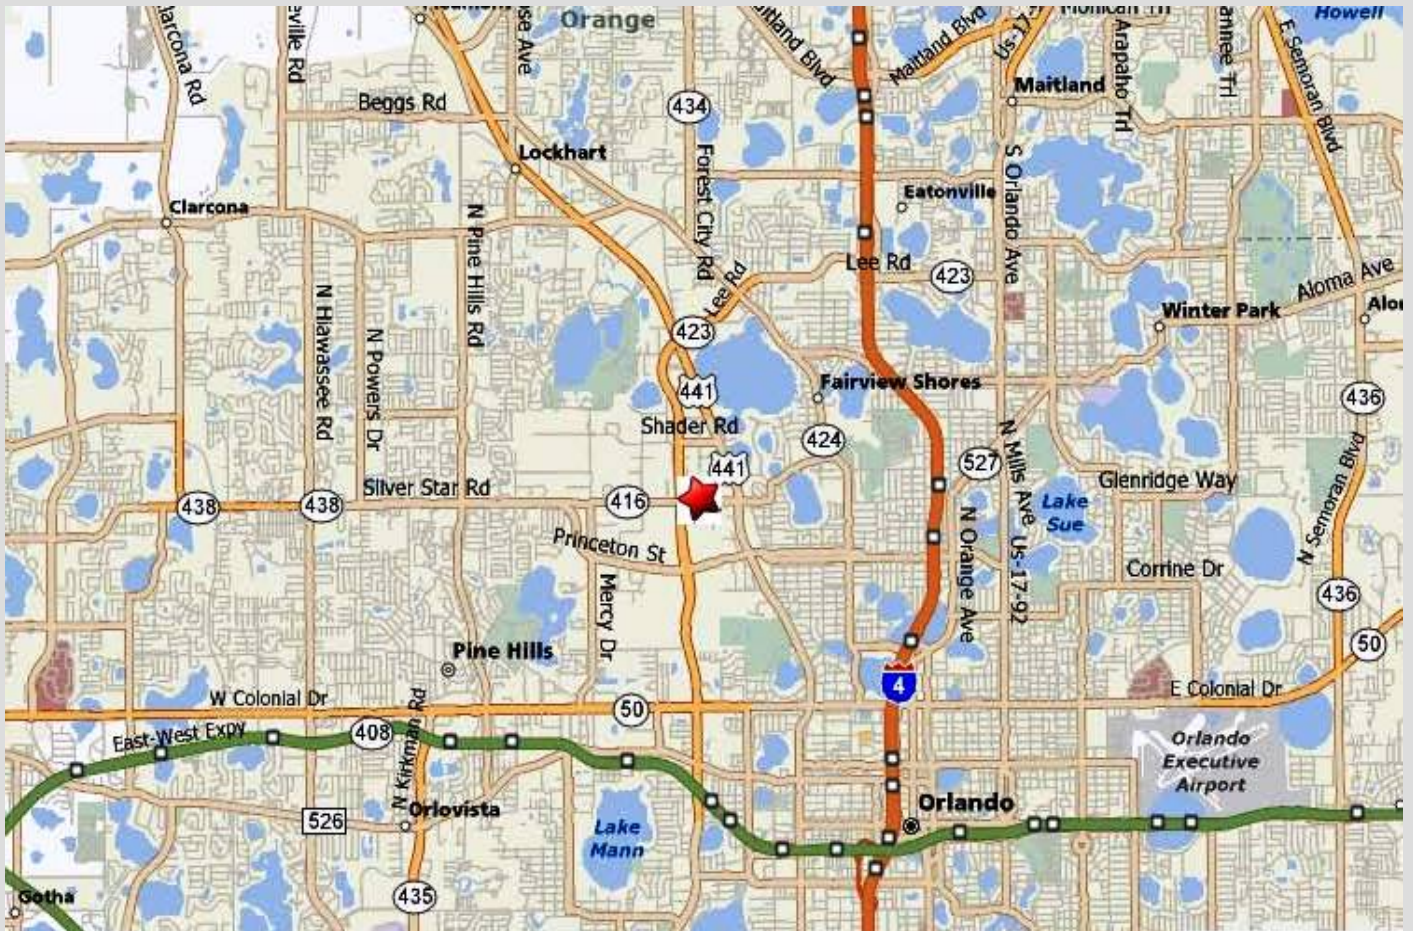 Orange
Howell
Maitland Blvd
Us-17-
Arapaho Trl
E Semoran Blvd
Beggs Rd
434
Maitland
Lockhart
Forest City Rd
Eatonville
S Orlando Ave
Clarcona
N Pine Hills Rd
Lee Rd
Lee Rd
423
Aloma Ave
N Hiawassee Rd
N Powers Dr
423
Winter Park
441
Fairview Shores
436
Shader Rd
424
441
527
N Mills Ave Us-17-92
Glenridge Way
N Semoran Blvd
Silver Star Rd
438
438
416
Lake
Sue
N Orange Ave
Princeton St
Corrine Dr
Mercy Dr
436
50
Pine Hills
4
W Colonial Dr
50
E Colonial Dr
East-West Expy
408
N Kirkman Rd
Orlando
Executive
Airport
526
Orlovista
Orlando
Lake
Mann
435
Gotha